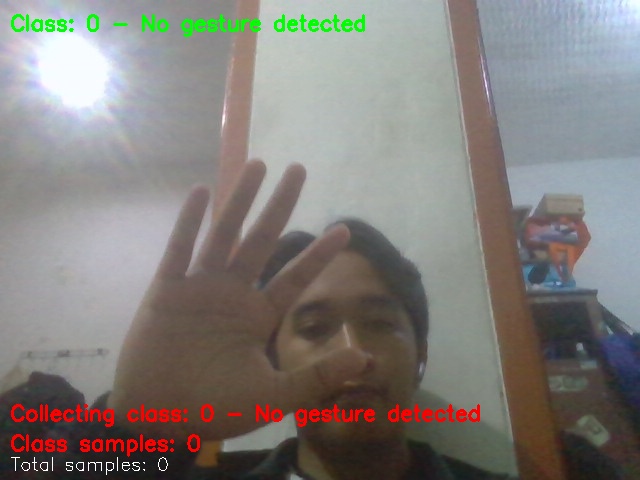 Class: 0 - No gesture detected
Collecting class: 0 - No gesture detected
Class samples: 0
Total samples: 0